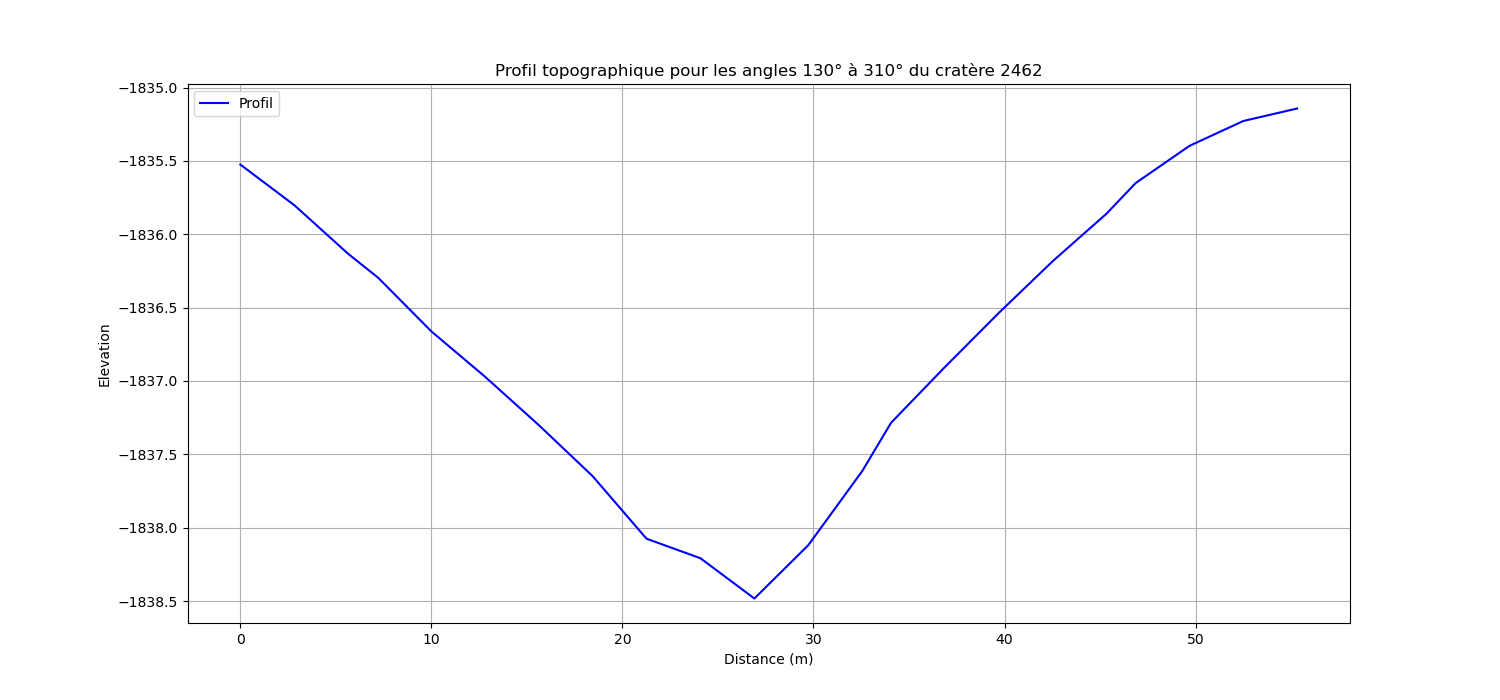 Profil topographique pour les angles 130° à 310° du cratère 2462
Profil
−1835.0
−1835.5
−1836.0
−1836.5
−1837.0
−1837.5
−1838.0
−1838.5
Elevation
0 10 20 30 40 50
Distance (m)